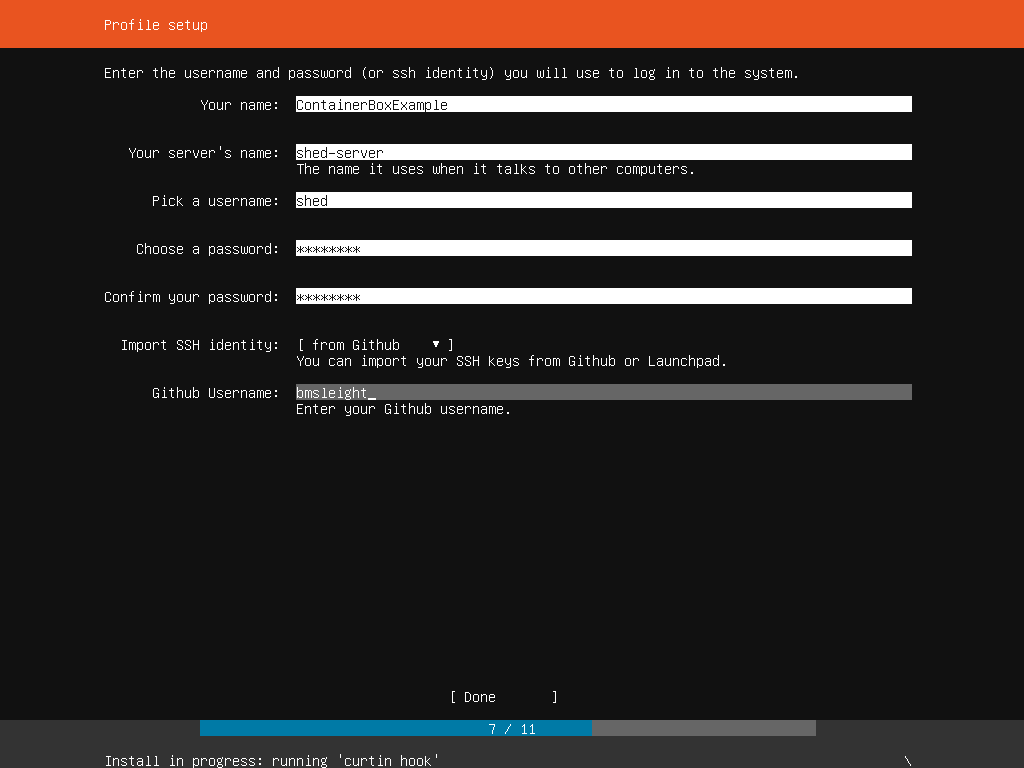 Profile setup
Enter the username and password (or ssh identity) you will use to log in to the system.
Your name: ContainerBoxExample
Your server's name: shed-server
The name it uses when it talks to other computers.
Pick a username: shed
Choose a password: ********
Confirm your password: ********
Import SSH identity: [ from Github ▼ ]
You can import your SSH keys from Github or Launchpad.
Github Username: bmsleight_
Enter your Github username.
[ Done ]
7 / 11
Install in progress: running 'curtin hook' \